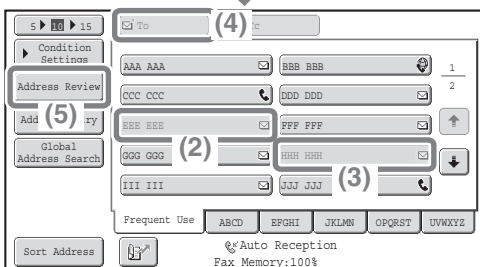 5 10 15
To
(4)
c
Condition
Settings
AAA AAA
BBB BBB
1
Address Review
CCC CCC
DDD DDD
2
Add
(5)
ry
EEE EEE
(2)
FFF FFF
Global
Address Search
GGG GGG
HHH HHH
(3)
III III
JJJ JJJ
Frequent Use
ABCD
EFGHI
JKLMN
OPQRST
UVWXYZ
Sort Address
Auto Reception
Fax Memory:100%